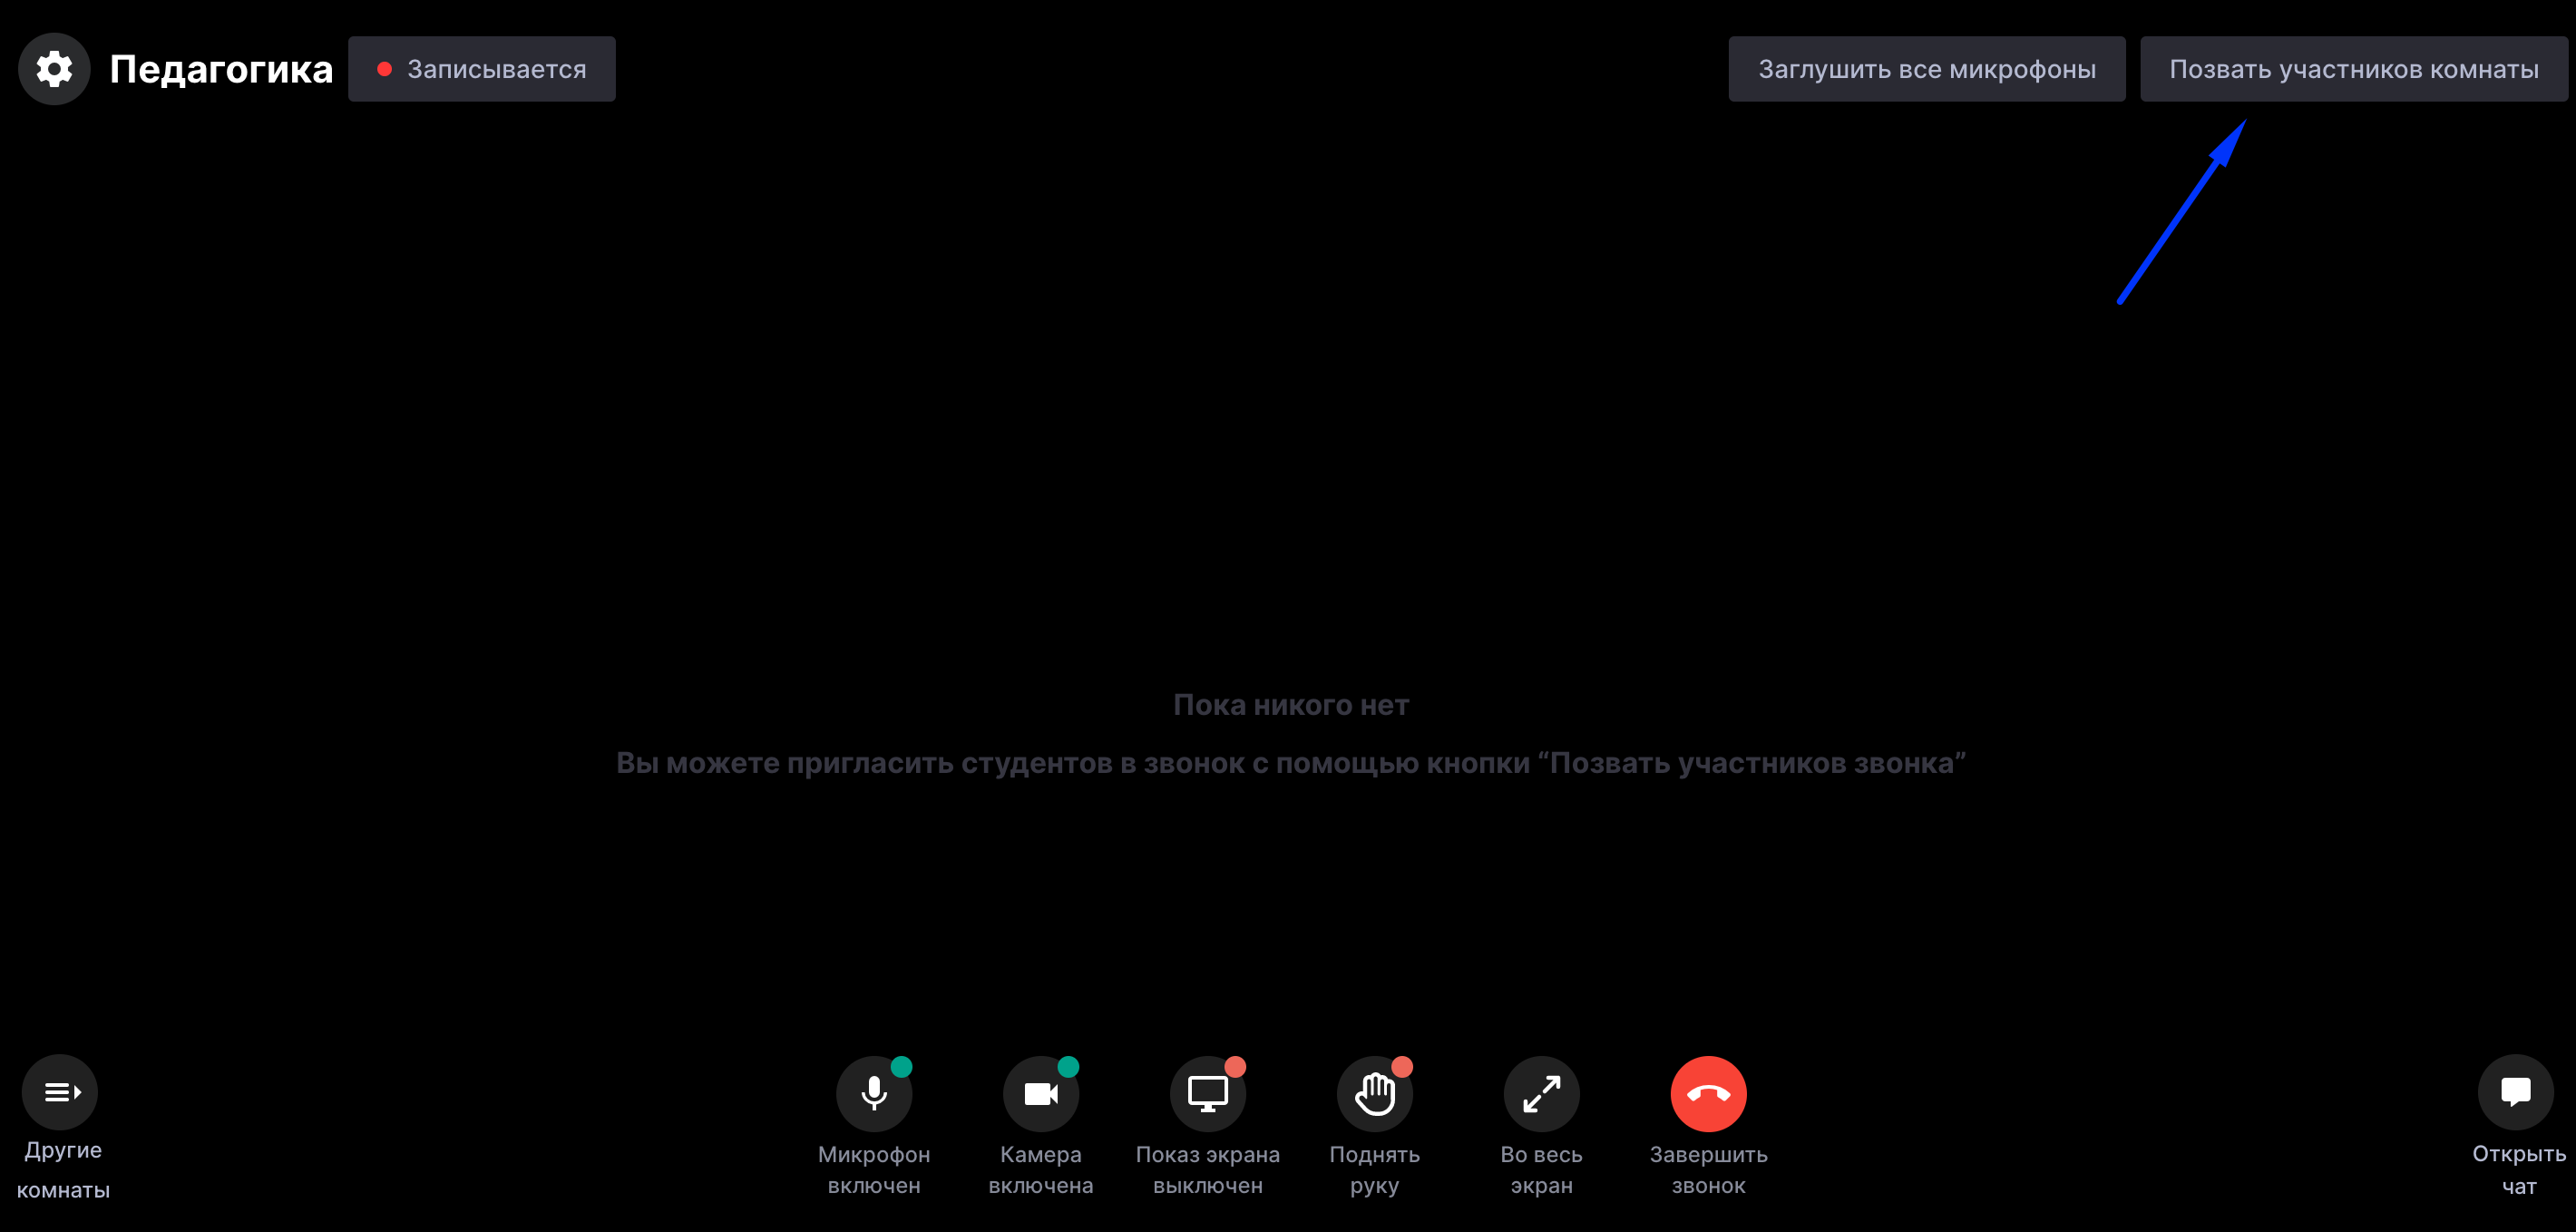 Педагогика
Записывается
Заглушить все микрофоны
Позвать участников комнаты
Пока никого нет
Вы можете пригласить студентов в звонок с помощью кнопки “Позвать участников звонка”
Другие
комнаты
Микрофон
включен
Камера
включена
Показ экрана
выключен
Поднять
руку
Во весь
экран
Завершить
звонок
Открыть
чат